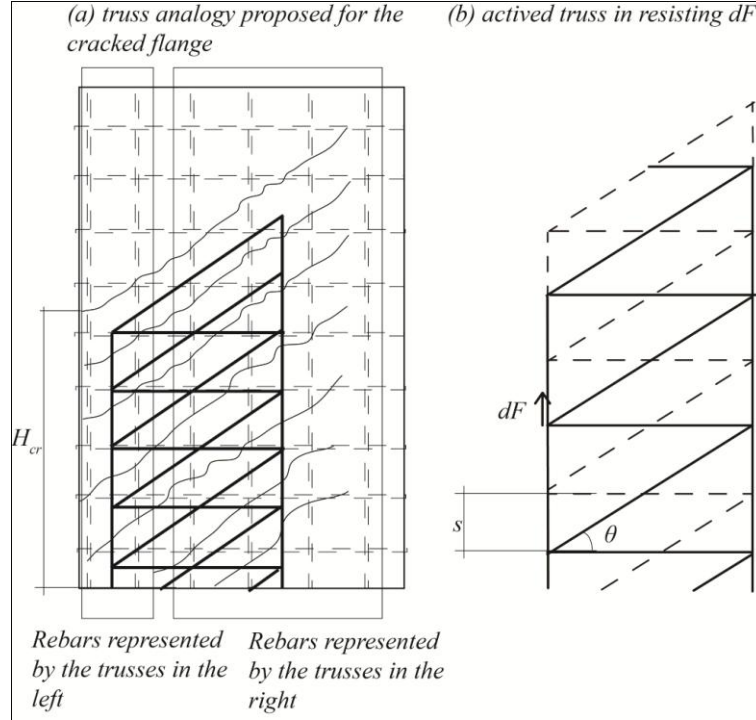 (a) truss analogy proposed for the
cracked flange
(b) actived truss in resisting dF
H_cr
dF
s
θ
Rebars represented
by the trusses in the
left
Rebars represented
by the trusses in the
right